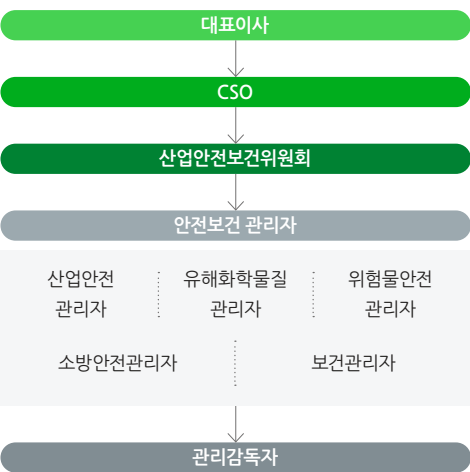 대표이사
CSO
산업안전보건위원회
안전보건 관리자
산업안전
관리자
유해화학물질
관리자
위험물안전
관리자
소방안전관리자
보건관리자
관리감독자